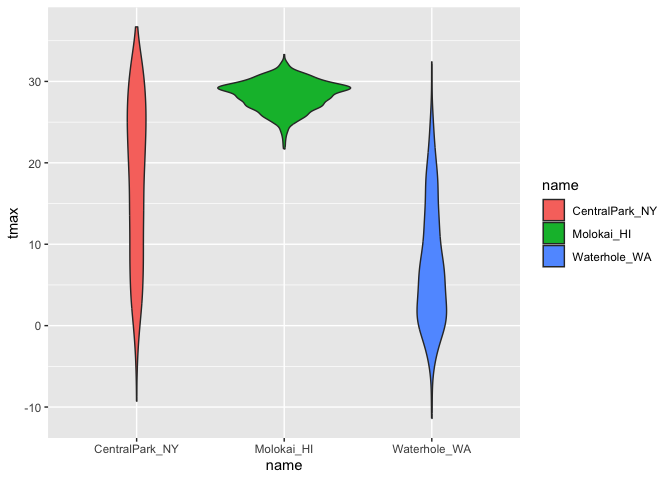 30
20
10
0
-10
tmax
CentralPark_NY
Molokai_HI
Waterhole_WA
name
name
CentralPark_NY
Molokai_HI
Waterhole_WA